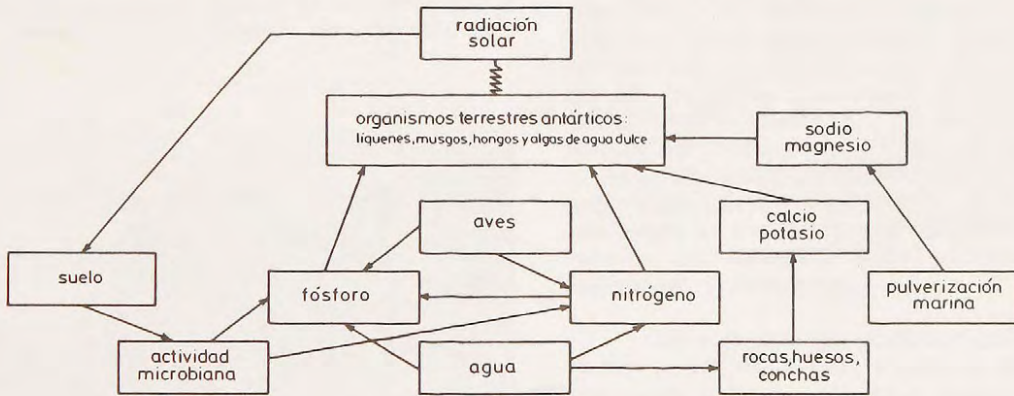 radiación
solar
organismos terrestres antárticos:
líquenes, musgos, hongos y algas de agua dulce
sodio
magnesio
aves
calcio
potasio
suelo
fósforo
nitrógeno
pulverización
marina
actividad
microbiana
agua
rocas, huesos,
conchas